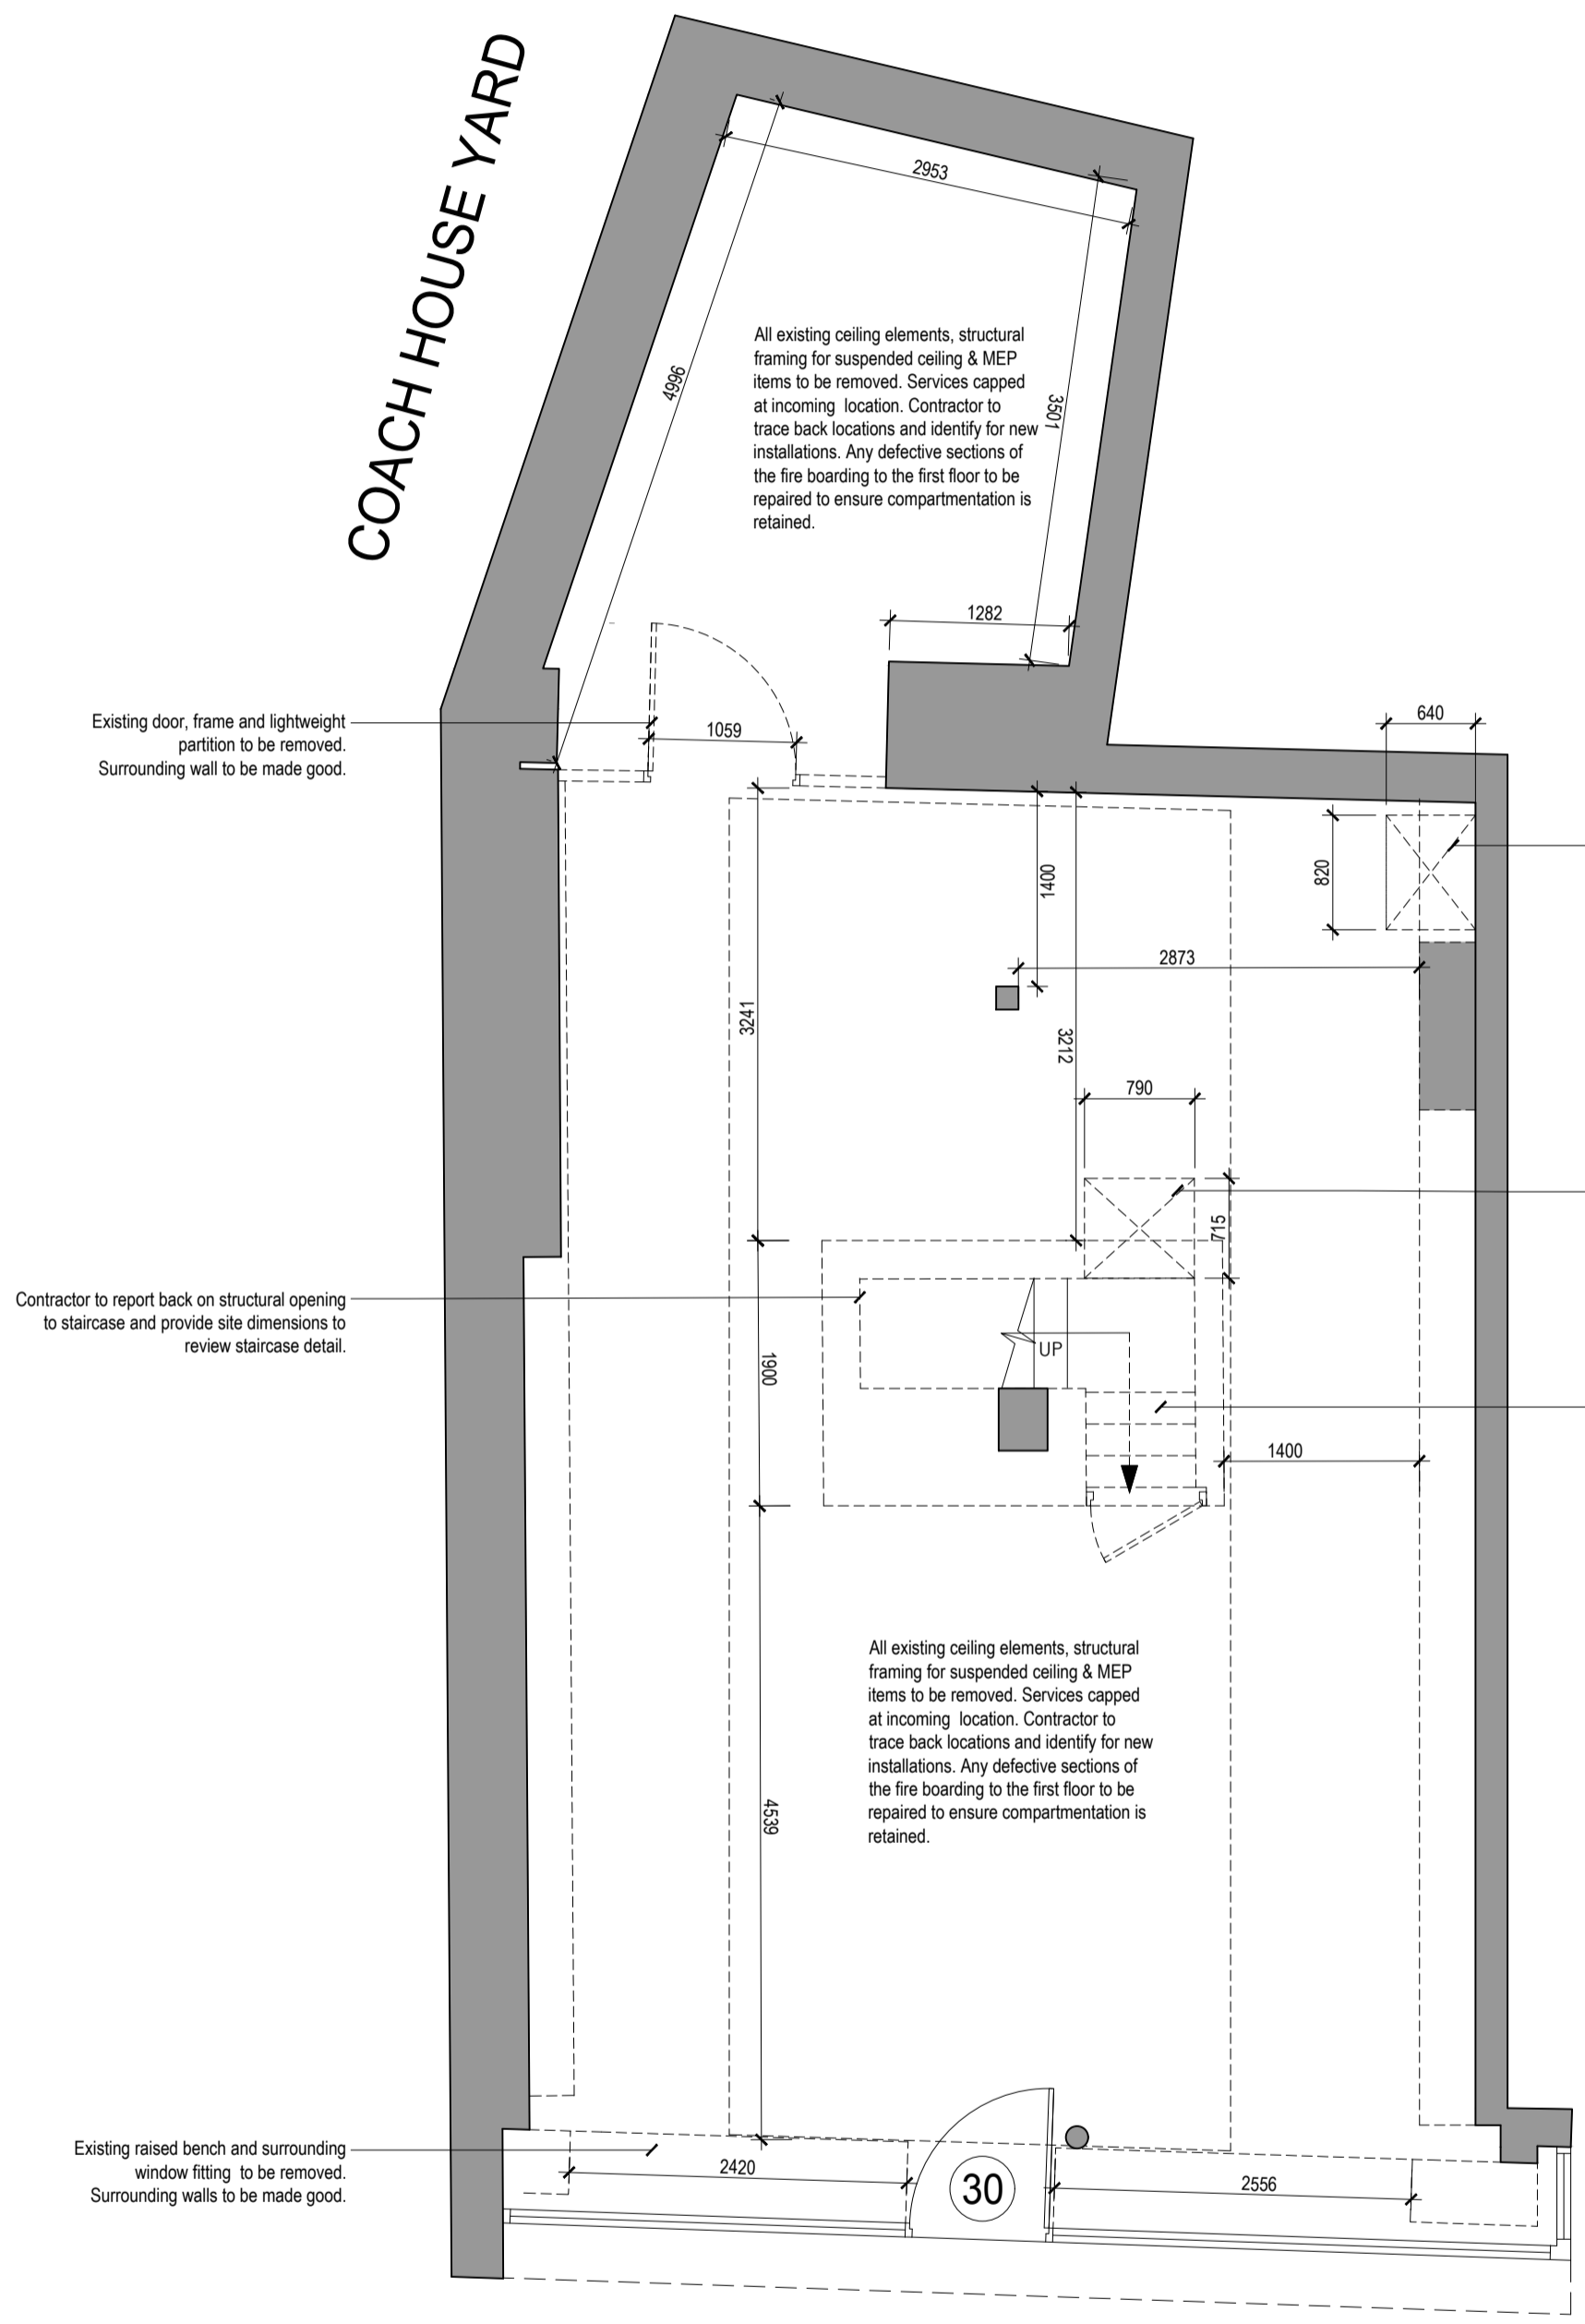 COACH HOUSE YARD
2953
4996
3501
All existing ceiling elements, structural
framing for suspended ceiling & MEP
items to be removed. Services capped
at incoming location. Contractor to
trace back locations and identify for new
installations. Any defective sections of
the fire boarding to the first floor to be
repaired to ensure compartmentation is
retained.
1282
Existing door, frame and lightweight
partition to be removed.
Surrounding wall to be made good.
1059
640
820
1400
2873
3241
3212
790
715
Contractor to report back on structural opening
to staircase and provide site dimensions to
review staircase detail.
UP
1900
1400
All existing ceiling elements, structural
framing for suspended ceiling & MEP
items to be removed. Services capped
at incoming location. Contractor to
trace back locations and identify for new
installations. Any defective sections of
the fire boarding to the first floor to be
repaired to ensure compartmentation is
retained.
4539
Existing raised bench and surrounding
window fitting to be removed.
Surrounding walls to be made good.
2420
30
2556